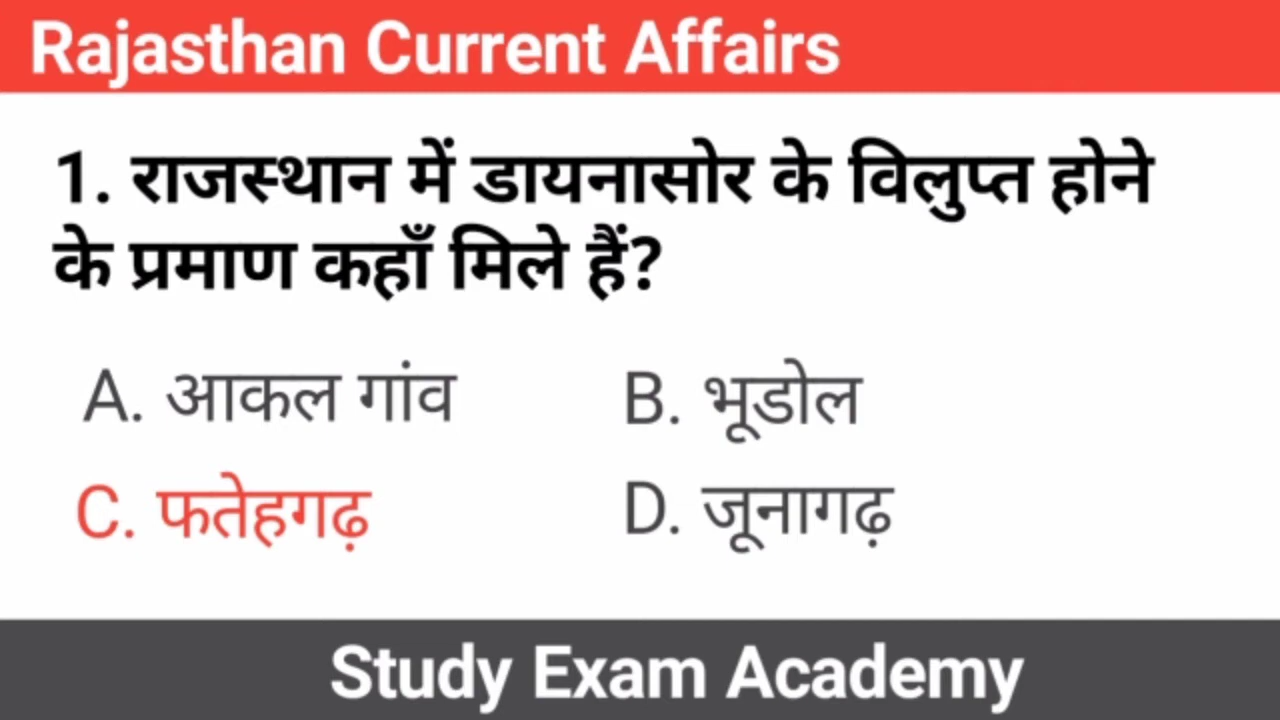 Rajasthan Current Affairs
1. राजस्थान में डायनासोर के विलुप्त होने
के प्रमाण कहाँ मिले हैं?
A. आकल गांव B. भूडोल
C. फतेहगढ़ D. जूनागढ़
Study Exam Academy